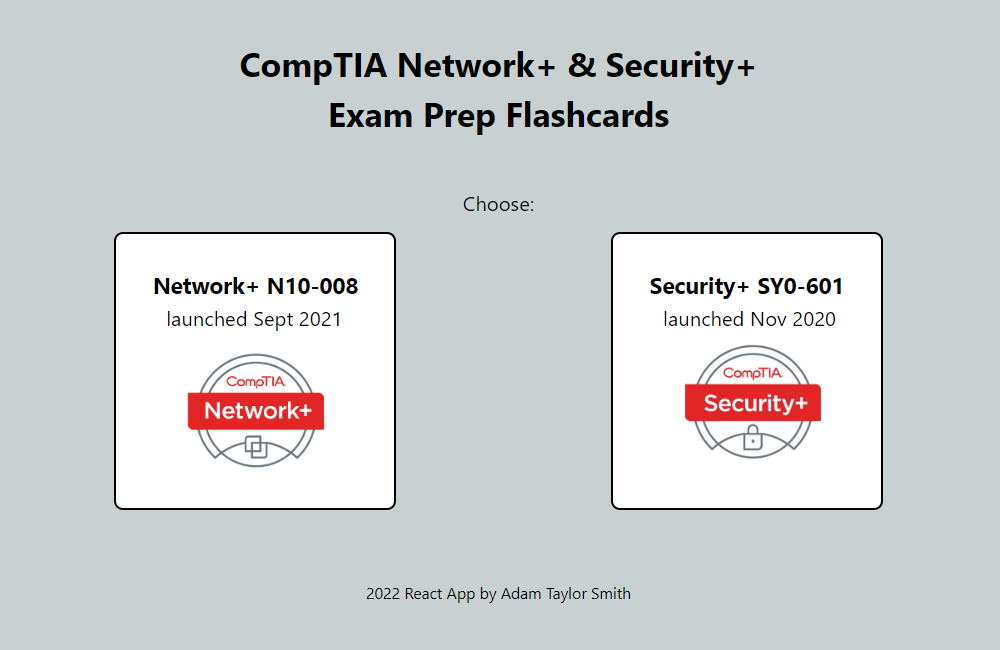 CompTIA Network+ & Security+
Exam Prep Flashcards
Choose:
Network+ N10-008
launched Sept 2021
CompTIA.
Network+
Security+ SY0-601
launched Nov 2020
CompTIA.
Security+
2022 React App by Adam Taylor Smith